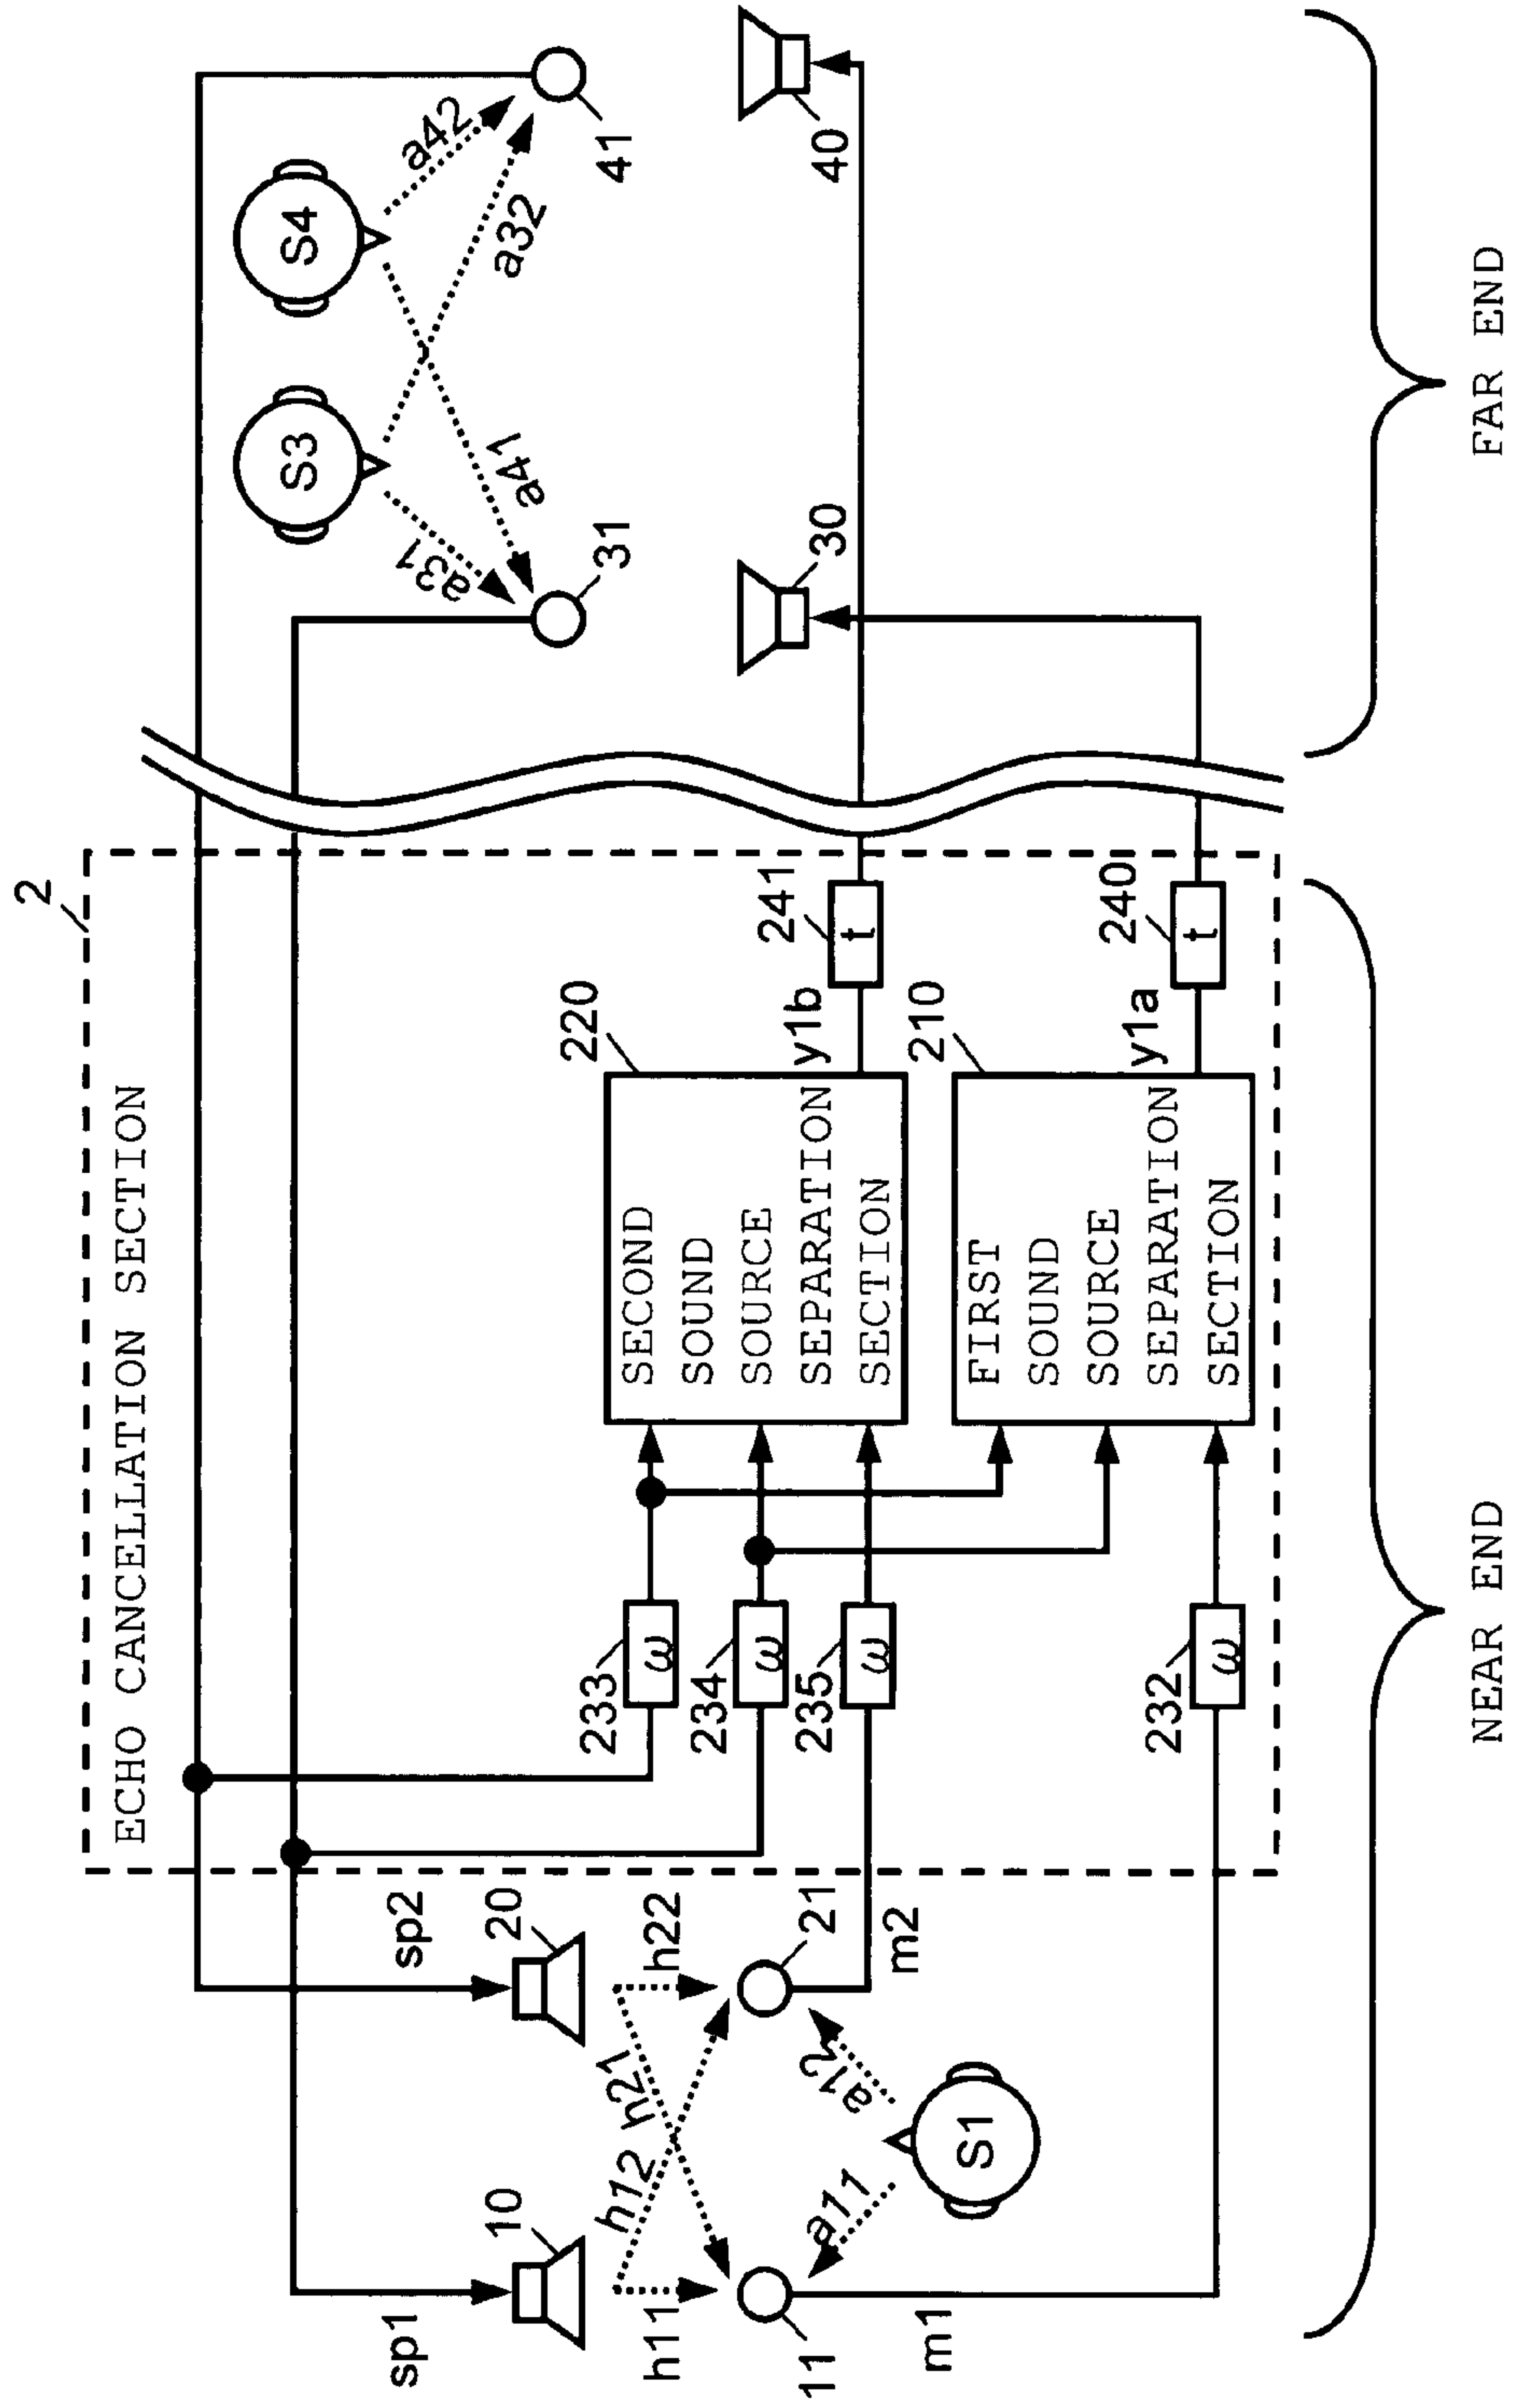 2
ECHO CANCELLATION SECTION
sp1
sp2
10
20
h11
h12
h21
h22
11
21
a11
a12
S1
m1
m2
233
ω
234
ω
235
ω
232
ω
SECOND
SOUND
SOURCE
SEPARATION
SECTION
220
FIRST
SOUND
SOURCE
SEPARATION
SECTION
210
y1b
241
t
y1a
240
t
S3
S4
a31
a41
a32
a42
31
41
30
40
NEAR END
FAR END